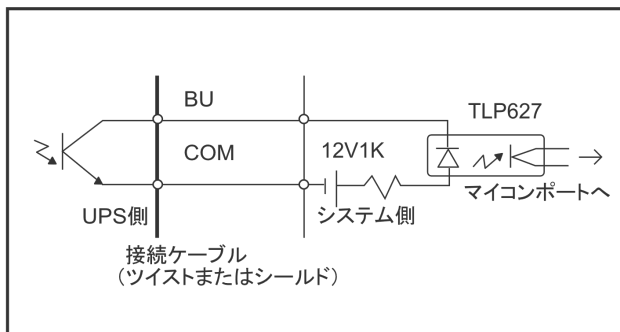 BU
TLP627
COM
12V1K
マイコンポートへ
UPS側
システム側
接続ケーブル
(ツイストまたはシールド)